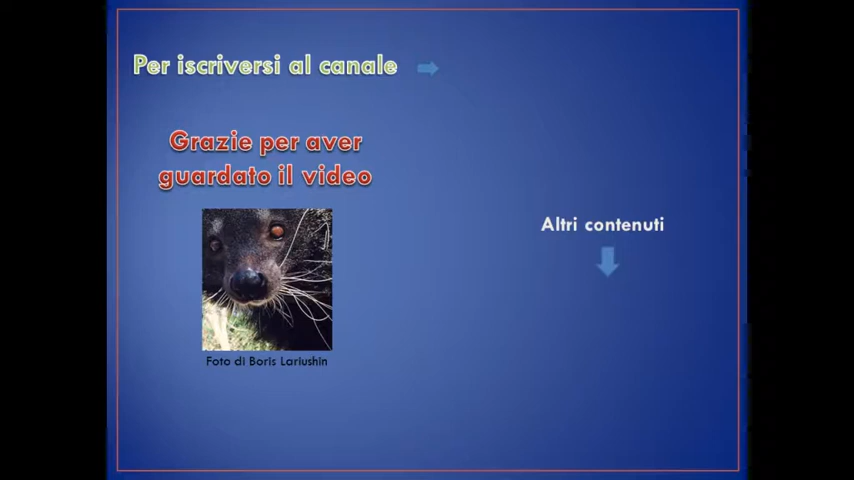 Per iscriversi al canale
Grazie per aver
guardato il video
Altri contenuti
Foto di Boris Lariushin